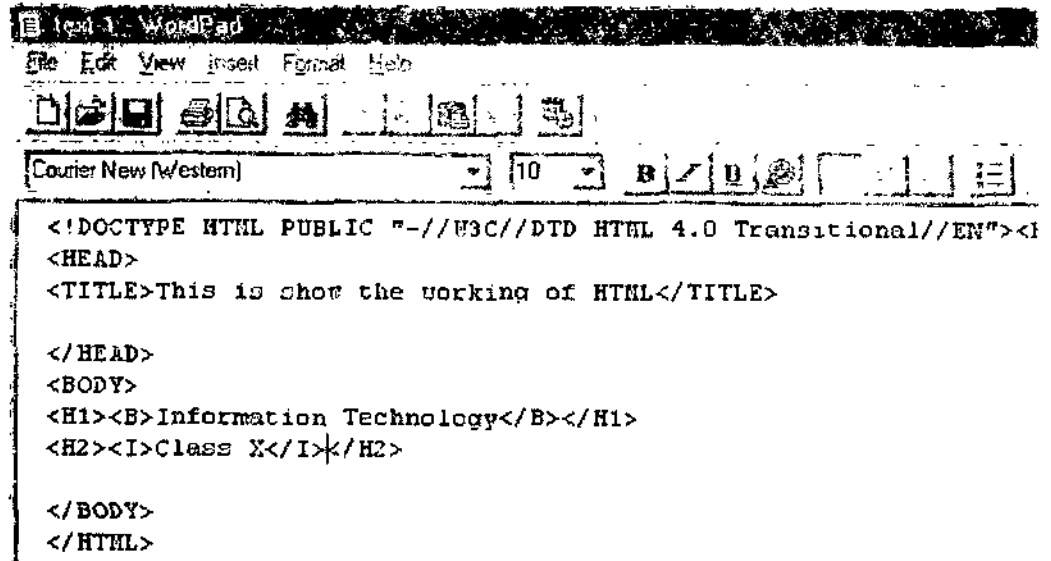 text 1 - WordPad
File Edit View Insert Format Help
Courier New (Western) 10 B I U
<!DOCTYPE HTML PUBLIC "-//W3C//DTD HTML 4.0 Transitional//EN"><
<HEAD>
<TITLE>This is show the working of HTML</TITLE>
</HEAD>
<BODY>
<H1><B>Information Technology</B></H1>
<H2><I>Class X</I></H2>
</BODY>
</HTML>